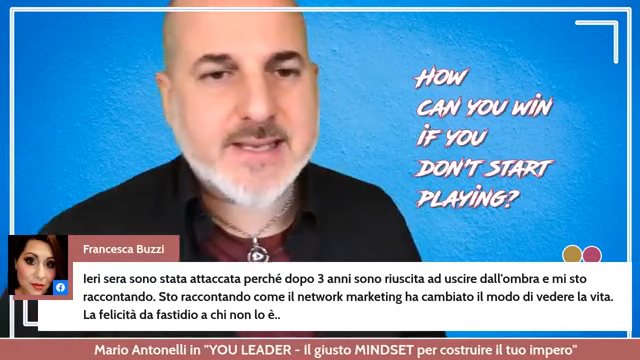 HOW
CAN YOU WIN
IF YOU
DON'T START
PLAYING?
Francesca Buzzi
Ieri sera sono stata attaccata perché dopo 3 anni sono riuscita ad uscire dall'ombra e mi sto
raccontando. Sto raccontando come il network marketing ha cambiato il modo di vedere la vita.
La felicità da fastidio a chi non lo è..
Mario Antonelli in "YOU LEADER - Il giusto MINDSET per costruire il tuo impero"